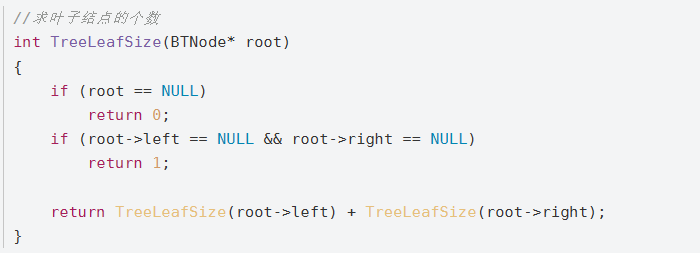 //求叶子结点的个数
int TreeLeafSize(BTNode* root)
{
    if (root == NULL)
        return 0;
    if (root->left == NULL && root->right == NULL)
        return 1;

    return TreeLeafSize(root->left) + TreeLeafSize(root->right);
}